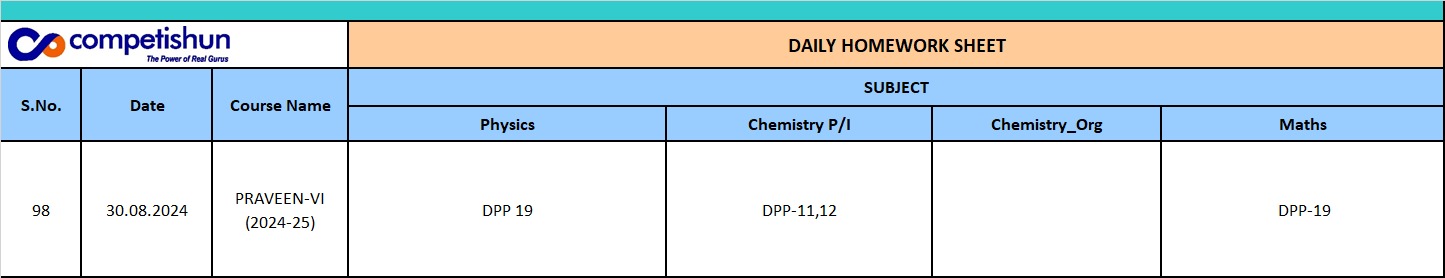 competishun
The Power of Real Gurus
DAILY HOMEWORK SHEET
S.No.
Date
Course Name
SUBJECT
Physics
Chemistry P/I
Chemistry_Org
Maths
98
30.08.2024
PRAVEEN-VI
(2024-25)
DPP 19
DPP-11,12
DPP-19